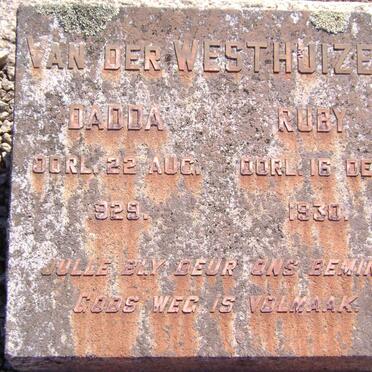 VAN DER WESTHUIZE
DADDA RUBY
OORL. 22 AUG. OORL. 16 DE
929. 1930.
JULLE BLY DEUR ONS BEMIN
GODS WEG IS VOLMAAK.